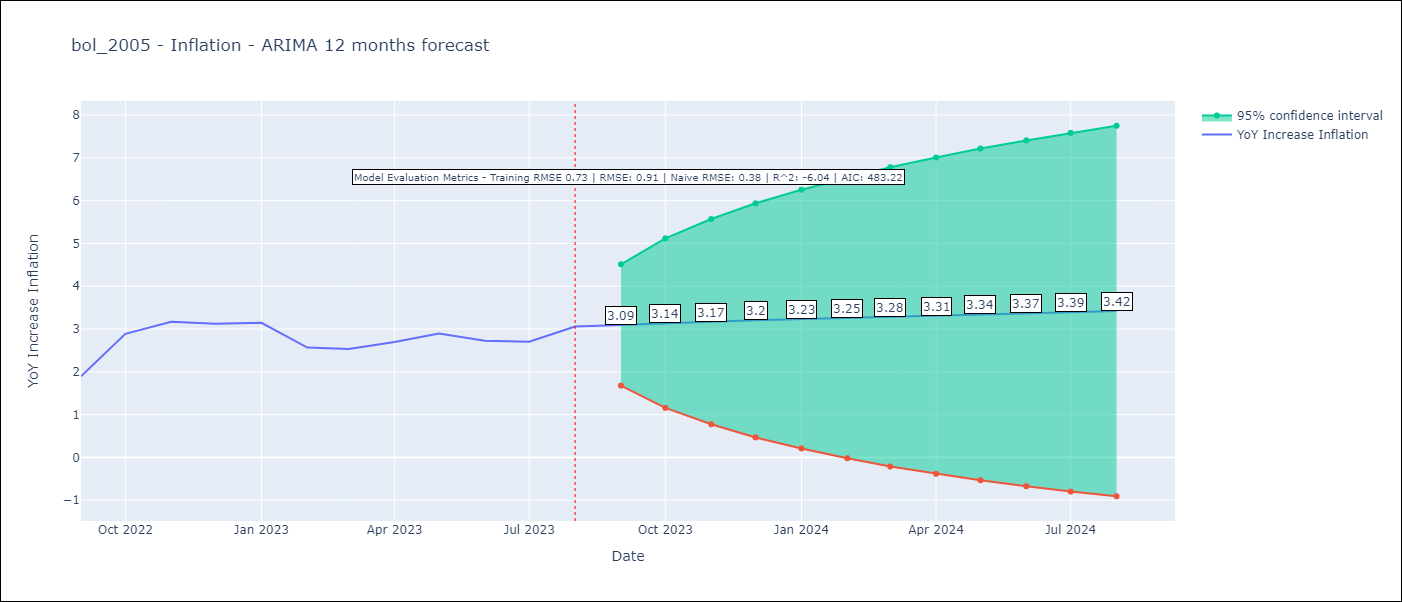 bol_2005 - Inflation - ARIMA 12 months forecast
95% confidence interval
YoY Increase Inflation
Model Evaluation Metrics - Training RMSE 0.73 | RMSE: 0.91 | Naive RMSE: 0.38 | R^2: -6.04 | AIC: 483.22
YoY Increase Inflation
8
7
6
5
4
3
2
1
0
−1
3.09 3.14 3.17 3.2 3.23 3.25 3.28 3.31 3.34 3.37 3.39 3.42
Oct 2022 Jan 2023 Apr 2023 Jul 2023 Oct 2023 Jan 2024 Apr 2024 Jul 2024
Date